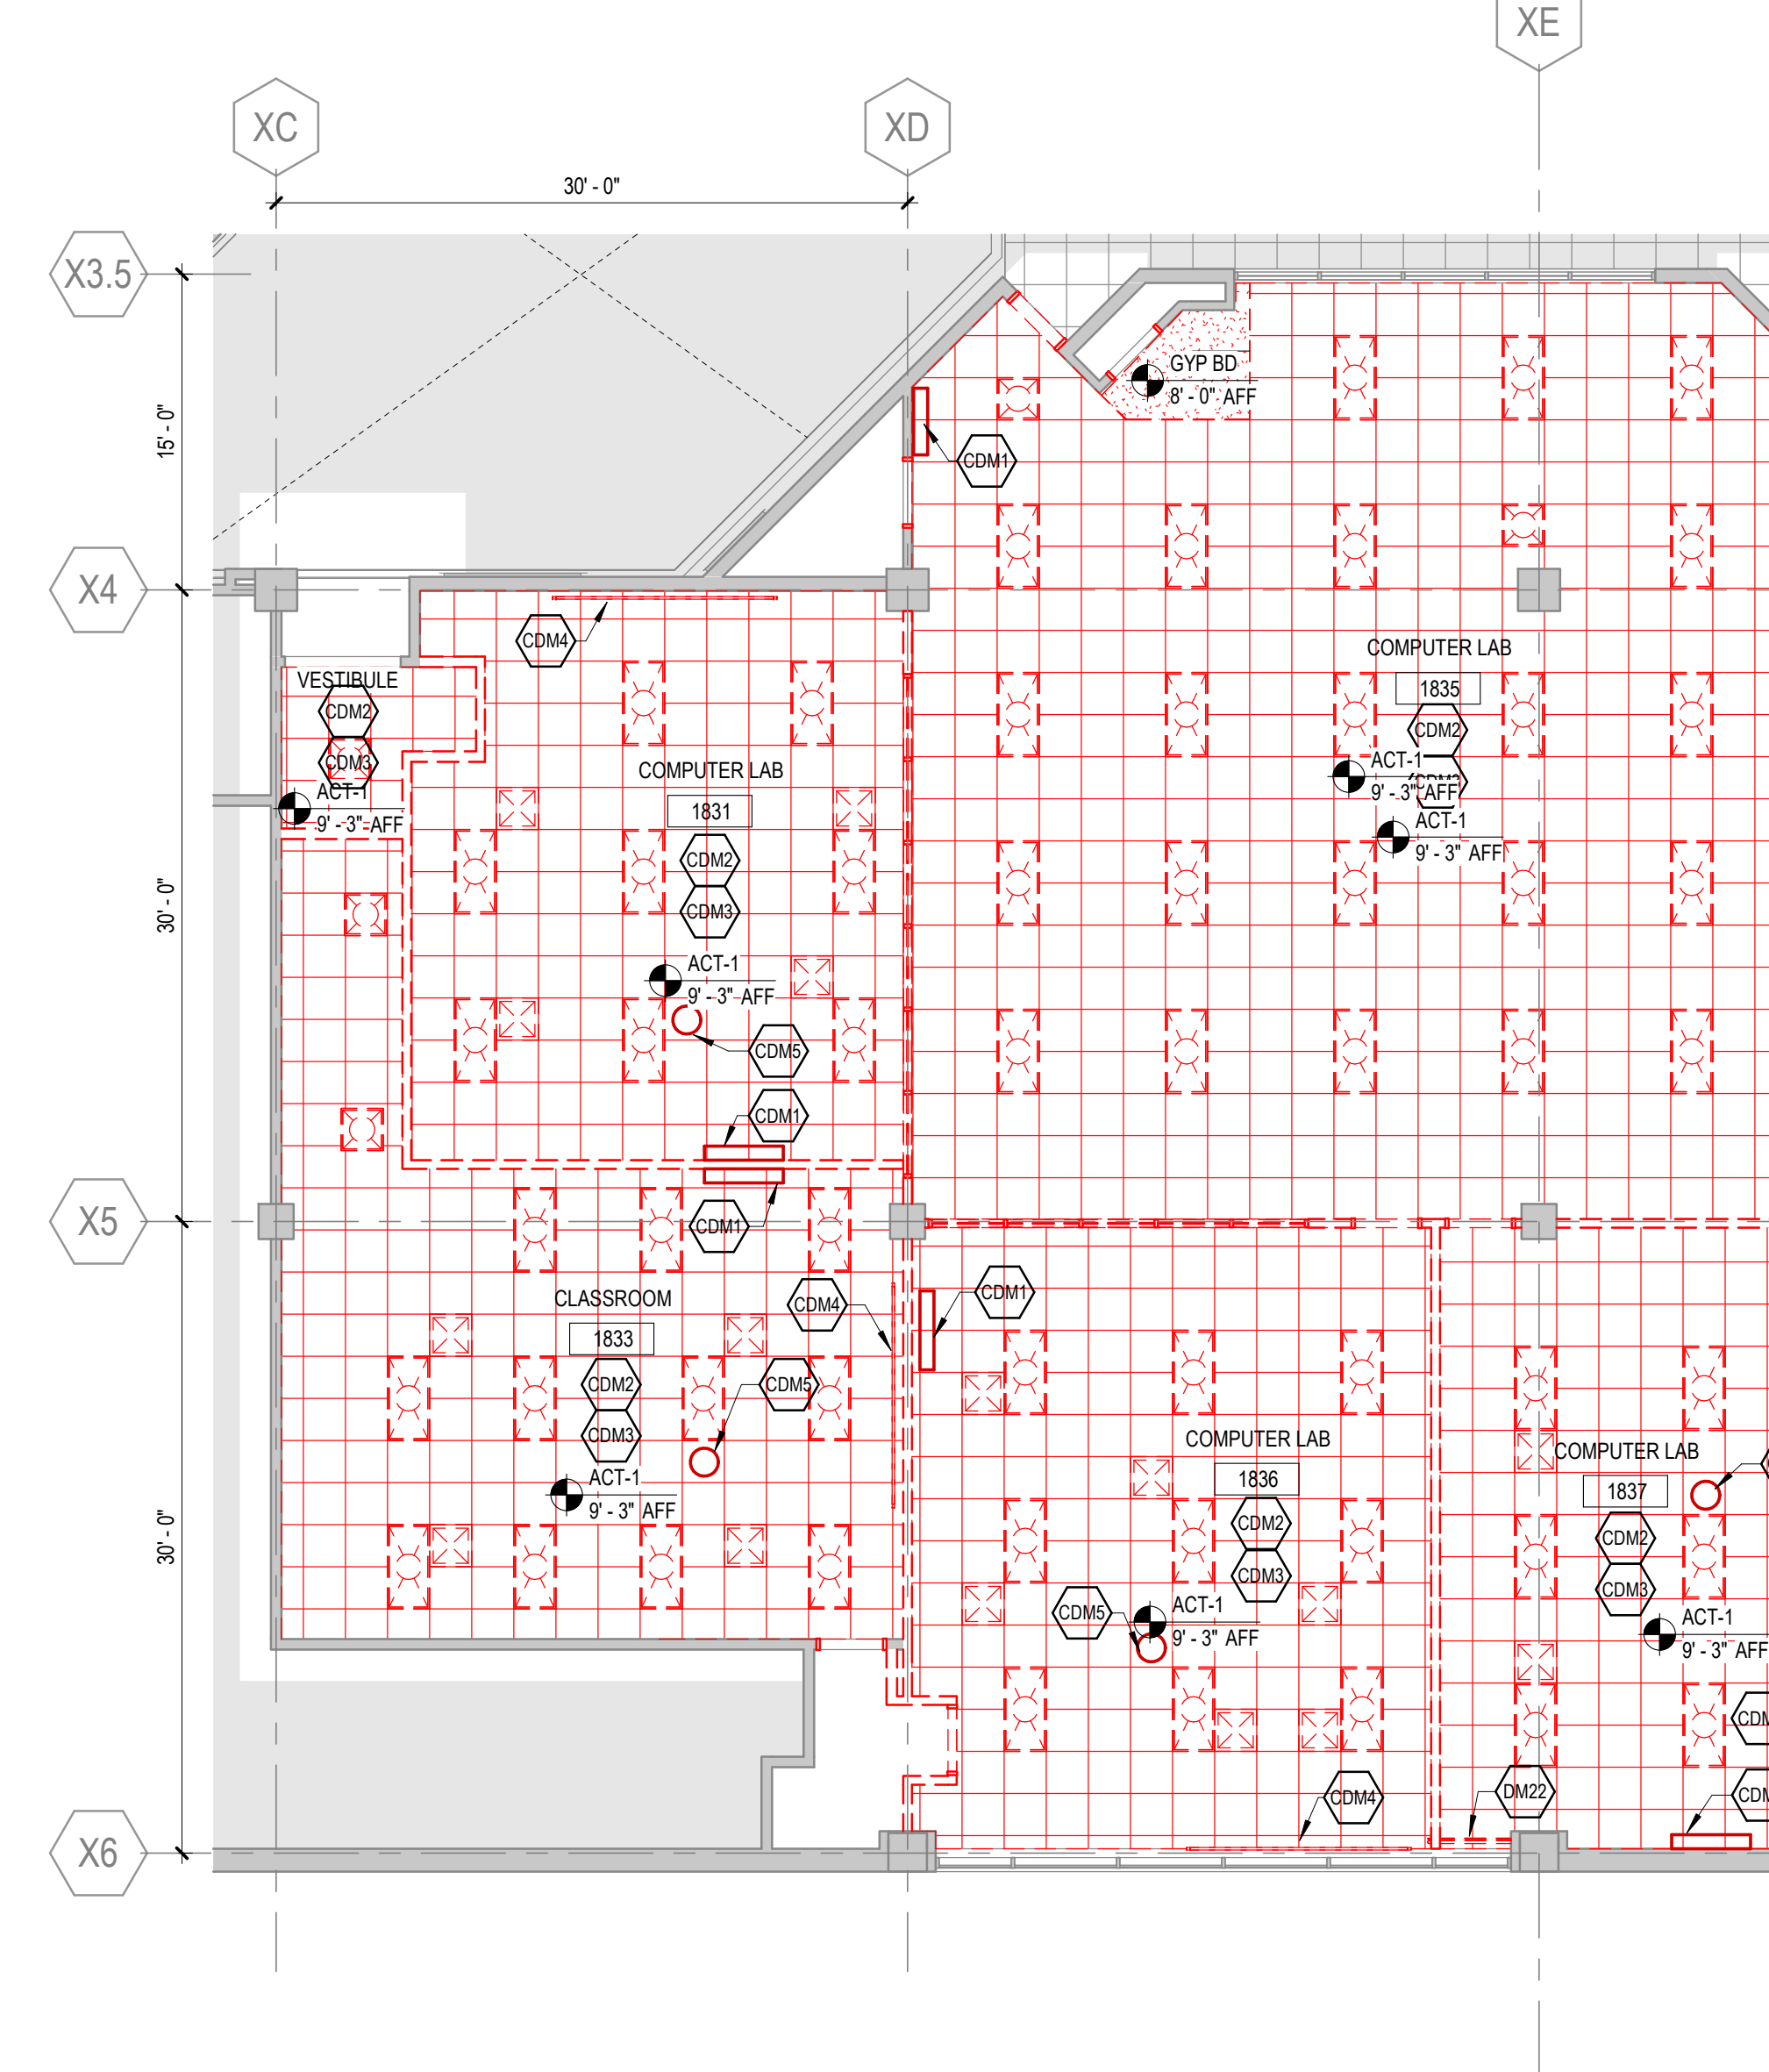 XE
XC
XD
30' - 0"
X3.5
15' - 0"
GYP BD
8' - 0" AFF
CDM1
X4
CDM4
COMPUTER LAB
1835
CDM2
VESTIBULE
CDM2
CDM3
ACT-1
9' - 3" AFF
ACT-1
9' - 3" AFF
COMPUTER LAB
1831
CDM2
CDM3
ACT-1
9' - 3" AFF
30' - 0"
ACT-1
9' - 3" AFF
CDM5
CDM1
X5
CDM1
CLASSROOM
1833
CDM2
CDM3
CDM4
CDM1
CDM5
ACT-1
9' - 3" AFF
30' - 0"
COMPUTER LAB
1836
CDM2
CDM3
CDM5
ACT-1
9' - 3" AFF
COMPUTER LAB
1837
CDM2
CDM3
ACT-1
9' - 3" AFF
CDM4
DM22
X6